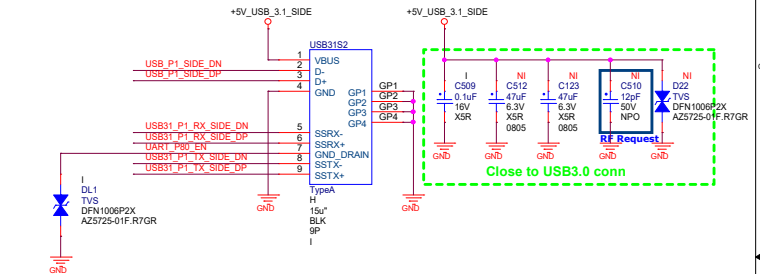 +5V_USB_3.1_SIDE
+5V_USB_3.1_SIDE
USB31S2
USB_P1_SIDE_DN
USB_P1_SIDE_DP
1
2
3
4
VBUS
D-
D+
GND
GP1
GP2
GP3
GP4
GP1
GP2
GP3
GP4
USB31_P1_RX_SIDE_DN
USB31_P1_RX_SIDE_DP
UART_P80_EN
USB31_P1_TX_SIDE_DN
USB31_P1_TX_SIDE_DP
5
6
7
8
9
SSRX-
SSRX+
GND_DRAIN
SSTX-
SSTX+
TypeA
H
15u"
BLK
9P
I
GND
GND
I
DL1
TVS
DFN1006P2X
AZ5725-01F.R7GR
GND
I
C509
0.1uF
16V
X5R
GND
NI
C512
47uF
6.3V
X5R
0805
GND
NI
C123
47uF
6.3V
X5R
0805
GND
NI
C510
12pF
50V
NPO
RF Request
GND
NI
D22
TVS
DFN1006P2X
AZ5725-01F.R7GR
GND
Close to USB3.0 conn